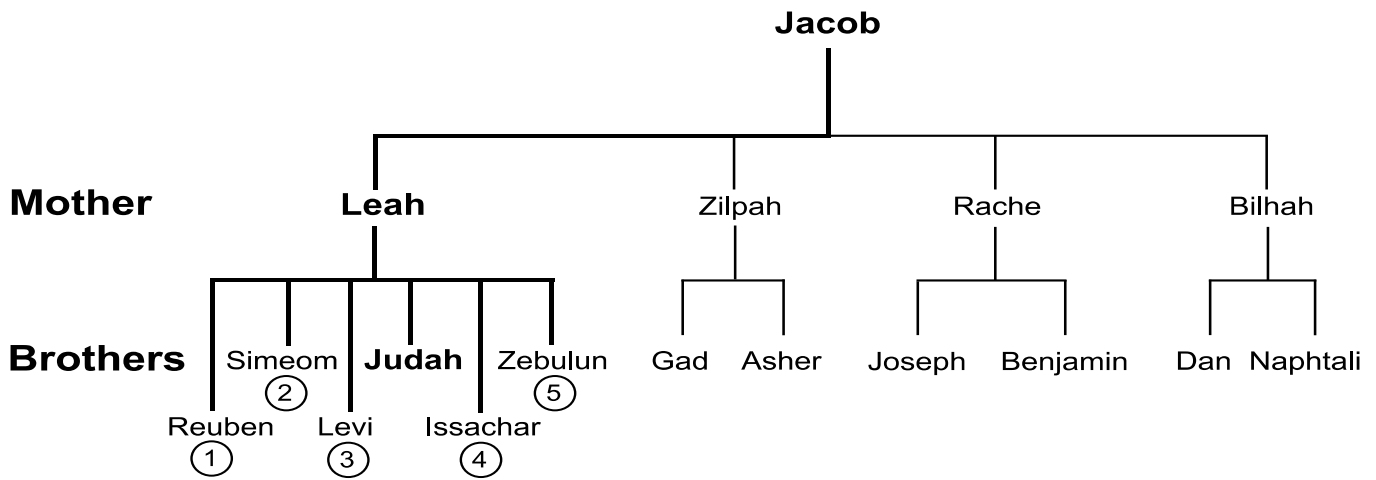 Jacob
Mother Leah Zilpah Rache Bilhah
Brothers Simeom Judah Zebulun Gad Asher Joseph Benjamin Dan Naphtali
2 5
Reuben Levi Issachar
1 3 4